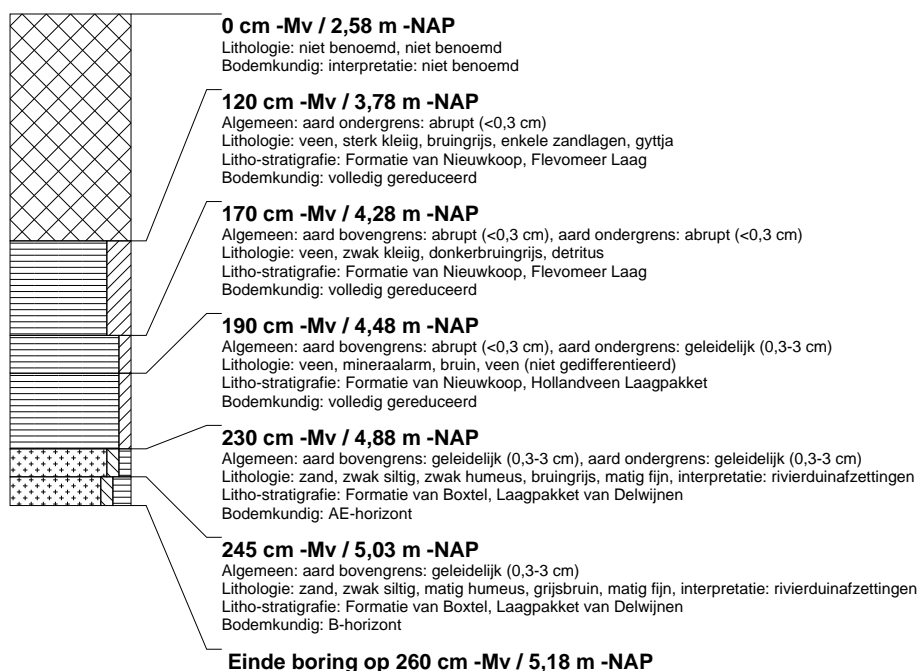 0 cm -Mv / 2,58 m -NAP
Lithologie: niet benoemd, niet benoemd
Bodemkundig: interpretatie: niet benoemd
120 cm -Mv / 3,78 m -NAP
Algemeen: aard ondergrens: abrupt (<0,3 cm)
Lithologie: veen, sterk kleiig, bruingrijs, enkele zandlagen, gyttja
Litho-stratigrafie: Formatie van Nieuwkoop, Flevomeer Laag
Bodemkundig: volledig gereduceerd
170 cm -Mv / 4,28 m -NAP
Algemeen: aard bovengrens: abrupt (<0,3 cm), aard ondergrens: abrupt (<0,3 cm)
Lithologie: veen, zwak kleiig, donkerbruingrijs, detritus
Litho-stratigrafie: Formatie van Nieuwkoop, Flevomeer Laag
Bodemkundig: volledig gereduceerd
190 cm -Mv / 4,48 m -NAP
Algemeen: aard bovengrens: abrupt (<0,3 cm), aard ondergrens: geleidelijk (0,3-3 cm)
Lithologie: veen, mineraalarm, bruin, veen (niet gedifferentieerd)
Litho-stratigrafie: Formatie van Nieuwkoop, Hollandveen Laagpakket
Bodemkundig: volledig gereduceerd
230 cm -Mv / 4,88 m -NAP
Algemeen: aard bovengrens: geleidelijk (0,3-3 cm), aard ondergrens: geleidelijk (0,3-3 cm)
Lithologie: zand, zwak siltig, zwak humeus, bruingrijs, matig fijn, interpretatie: rivierduinafzettingen
Litho-stratigrafie: Formatie van Boxtel, Laagpakket van Delwijnen
Bodemkundig: AE-horizont
245 cm -Mv / 5,03 m -NAP
Algemeen: aard bovengrens: geleidelijk (0,3-3 cm)
Lithologie: zand, zwak siltig, matig humeus, grijsbruin, matig fijn, interpretatie: rivierduinafzettingen
Litho-stratigrafie: Formatie van Boxtel, Laagpakket van Delwijnen
Bodemkundig: B-horizont
Einde boring op 260 cm -Mv / 5,18 m -NAP